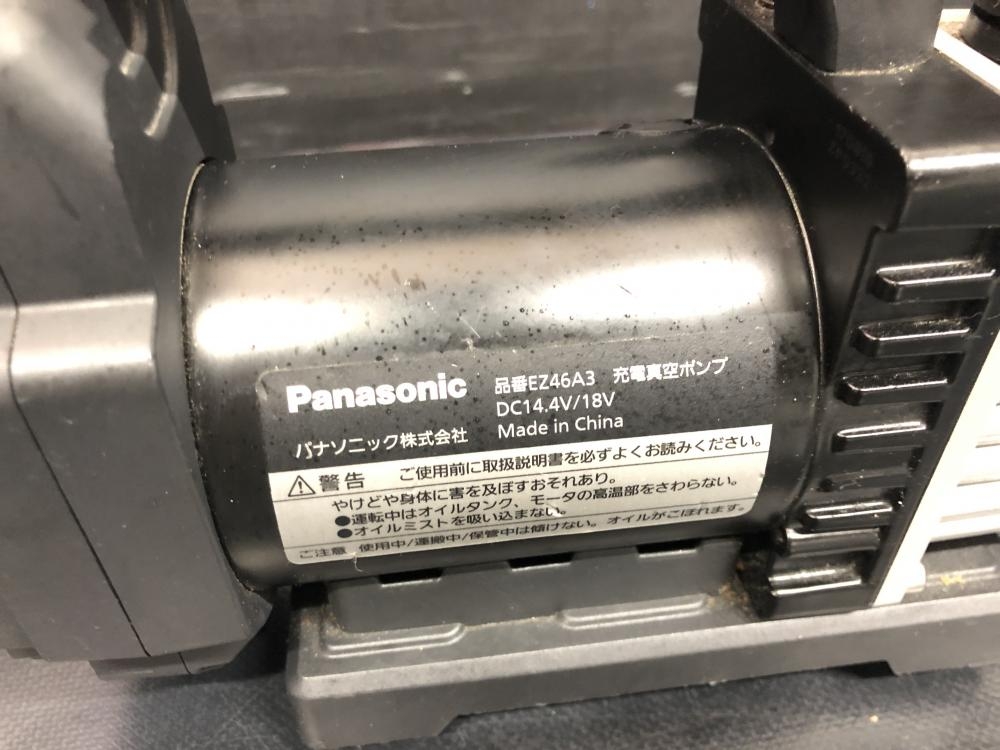 Panasonic
品番EZ46A3 充電真空ポンプ
DC14.4V/18V
パナソニック株式会社
Made in China
⚠警告 ご使用前に取扱説明書を必ずよくお読みください。
やけどや身体に害を及ぼすおそれあり。
●運転中はオイルタンク、モータの高温部をさわらない。
●オイルミストを吸い込まない。
ご注意 使用中/運搬中/保管中は傾けない。オイルがこぼれます。